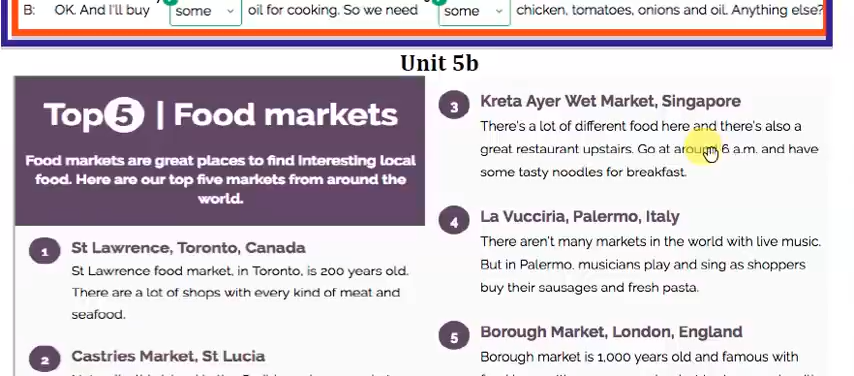 B: OK. And I'll buy some oil for cooking. So we need some chicken, tomatoes, onions and oil. Anything else?
Unit 5b
Top 5 | Food markets
Food markets are great places to find interesting local
food. Here are our top five markets from around the
world.
1 St Lawrence, Toronto, Canada
St Lawrence food market, in Toronto, is 200 years old.
There are a lot of shops with every kind of meat and
seafood.
2 Castries Market, St Lucia
3 Kreta Ayer Wet Market, Singapore
There's a lot of different food here and there's also a
great restaurant upstairs. Go at around 6 a.m. and have
some tasty noodles for breakfast.
4 La Vucciria, Palermo, Italy
There aren't many markets in the world with live music.
But in Palermo, musicians play and sing as shoppers
buy their sausages and fresh pasta.
5 Borough Market, London, England
Borough market is 1,000 years old and famous with